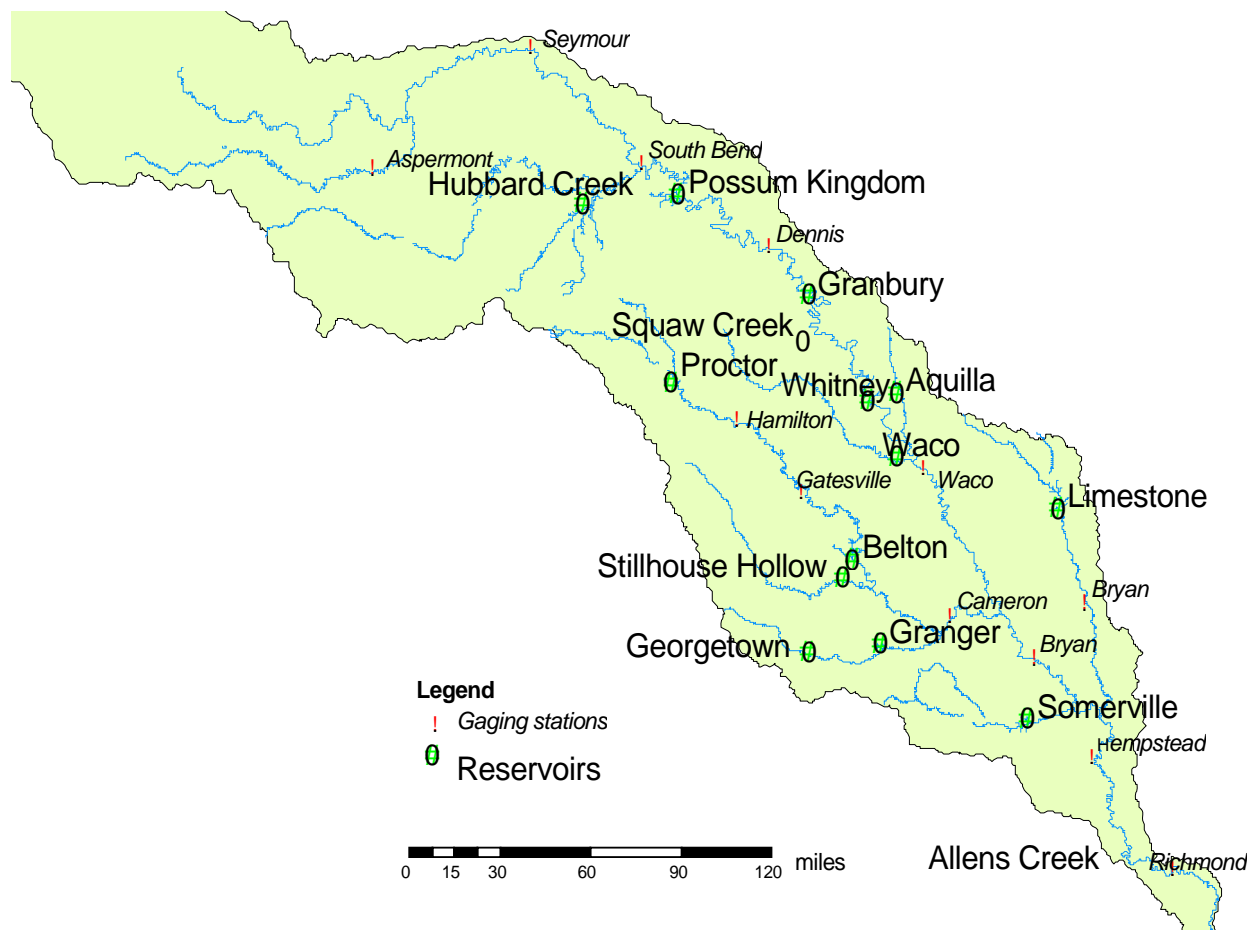 Seymour
South Bend
Aspermont
Hubbard Creek
Possum Kingdom
Dennis
Granbury
Squaw Creek
Proctor
Whitney
Aquilla
Hamilton
Waco
Gatesville
Waco
Limestone
Belton
Stillhouse Hollow
Bryan
Cameron
Granger
Georgetown
Bryan
Legend
Gaging stations
Somerville
Hempstead
Reservoirs
Allens Creek
Richmond
miles
0 15 30 60 90 120